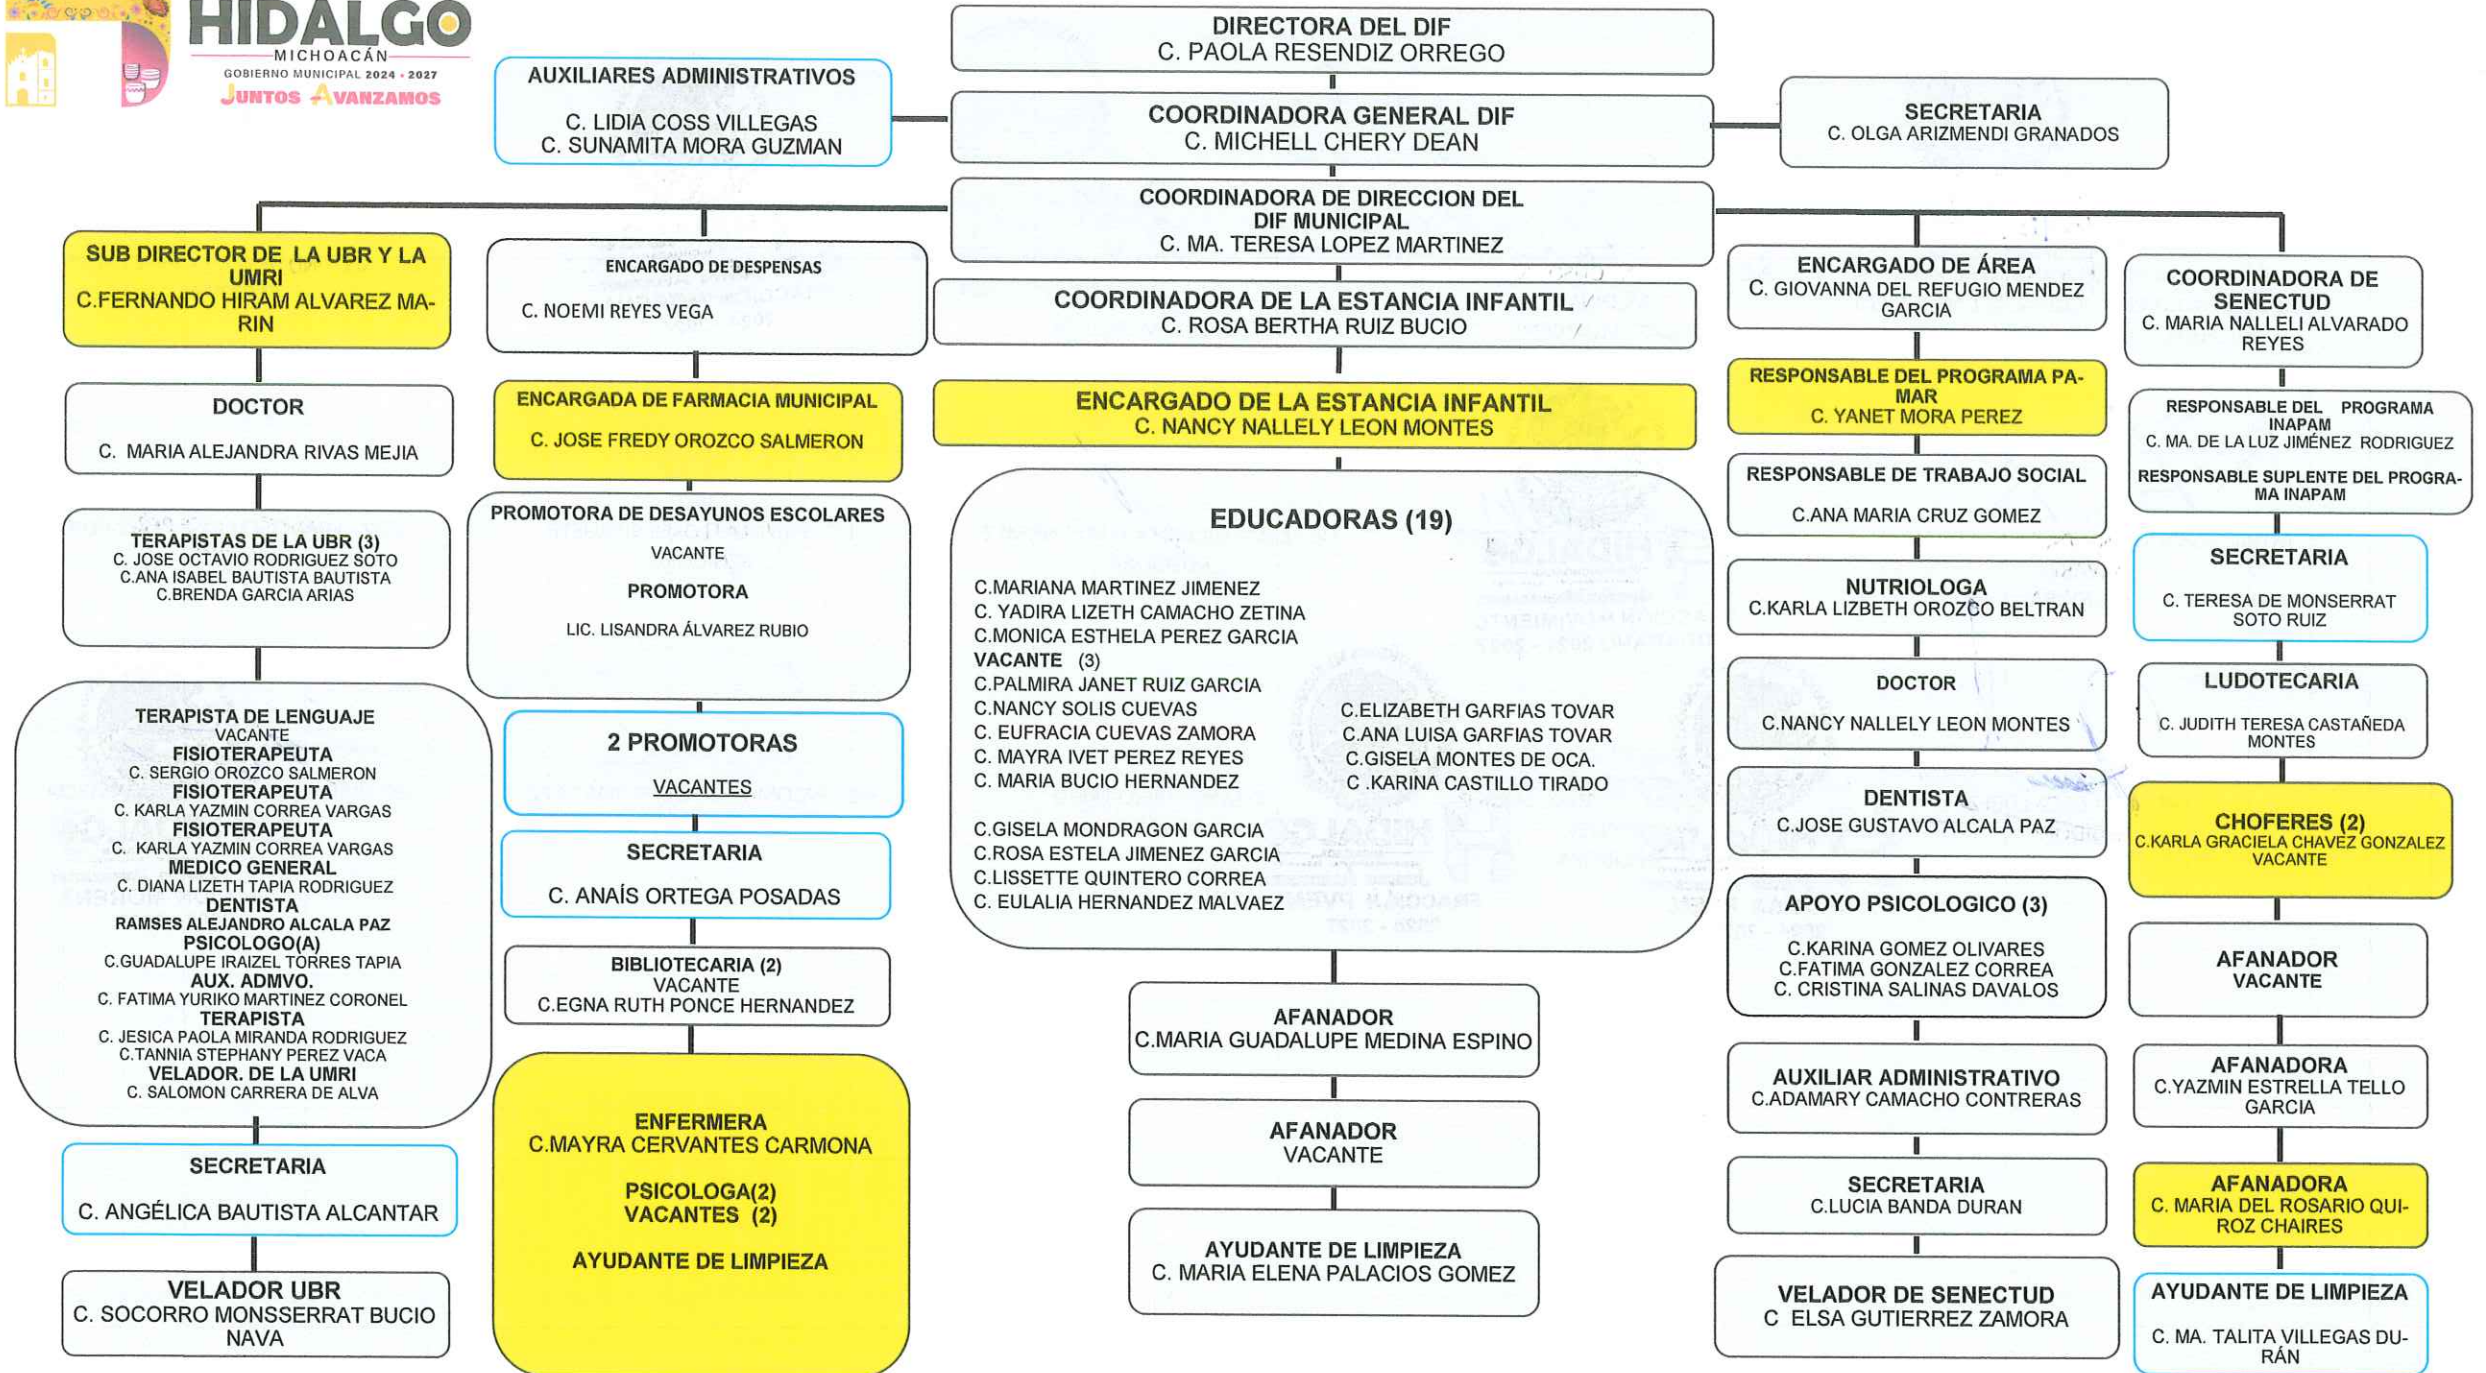 HIDALGO
MICHOACÁN
GOBIERNO MUNICIPAL 2024 - 2027
JUNTOS AVANZAMOS
DIRECTORA DEL DIF
C. PAOLA RESENDIZ ORREGO
AUXILIARES ADMINISTRATIVOS
C. LIDIA COSS VILLEGAS
C. SUNAMITA MORA GUZMAN
COORDINADORA GENERAL DIF
C. MICHELL CHERY DEAN
SECRETARIA
C. OLGA ARIZMENDI GRANADOS
COORDINADORA DE DIRECCION DEL
DIF MUNICIPAL
C. MA. TERESA LOPEZ MARTINEZ
SUB DIRECTOR DE LA UBR Y LA
UMRI
C.FERNANDO HIRAM ALVAREZ MA-
RIN
DOCTOR
C. MARIA ALEJANDRA RIVAS MEJIA
TERAPISTAS DE LA UBR (3)
C. JOSE OCTAVIO RODRIGUEZ SOTO
C.ANA ISABEL BAUTISTA BAUTISTA
C.BRENDA GARCIA ARIAS
TERAPISTA DE LENGUAJE
VACANTE
FISIOTERAPEUTA
C. SERGIO OROZCO SALMERON
FISIOTERAPEUTA
C. KARLA YAZMIN CORREA VARGAS
FISIOTERAPEUTA
C. KARLA YAZMIN CORREA VARGAS
MEDICO GENERAL
C. DIANA LIZETH TAPIA RODRIGUEZ
DENTISTA
RAMSES ALEJANDRO ALCALA PAZ
PSICOLOGO(A)
C.GUADALUPE IRAIZEL TORRES TAPIA
AUX. ADMVO.
C. FATIMA YURIKO MARTINEZ CORONEL
TERAPISTA
C. JESICA PAOLA MIRANDA RODRIGUEZ
C.TANNIA STEPHANY PEREZ VACA
VELADOR. DE LA UMRI
C. SALOMON CARRERA DE ALVA
SECRETARIA
C. ANGÉLICA BAUTISTA ALCANTAR
VELADOR UBR
C. SOCORRO MONSSERRAT BUCIO
NAVA
ENCARGADO DE DESPENSAS
C. NOEMI REYES VEGA
ENCARGADA DE FARMACIA MUNICIPAL
C. JOSE FREDY OROZCO SALMERON
PROMOTORA DE DESAYUNOS ESCOLARES
VACANTE
PROMOTORA
LIC. LISANDRA ÁLVAREZ RUBIO
2 PROMOTORAS
VACANTES
SECRETARIA
C. ANAÍS ORTEGA POSADAS
BIBLIOTECARIA (2)
VACANTE
C.EGNA RUTH PONCE HERNANDEZ
ENFERMERA
C.MAYRA CERVANTES CARMONA
PSICOLOGA(2)
VACANTES (2)
AYUDANTE DE LIMPIEZA
COORDINADORA DE LA ESTANCIA INFANTIL
C. ROSA BERTHA RUIZ BUCIO
ENCARGADO DE LA ESTANCIA INFANTIL
C. NANCY NALLELY LEON MONTES
EDUCADORAS (19)
C.MARIANA MARTINEZ JIMENEZ
C. YADIRA LIZETH CAMACHO ZETINA
C.MONICA ESTHELA PEREZ GARCIA
VACANTE (3)
C.PALMIRA JANET RUIZ GARCIA
C.NANCY SOLIS CUEVAS
C. EUFRACIA CUEVAS ZAMORA
C. MAYRA IVET PEREZ REYES
C. MARIA BUCIO HERNANDEZ
C.ELIZABETH GARFIAS TOVAR
C.ANA LUISA GARFIAS TOVAR
C.GISELA MONTES DE OCA.
C .KARINA CASTILLO TIRADO
C.GISELA MONDRAGON GARCIA
C.ROSA ESTELA JIMENEZ GARCIA
C.LISSETTE QUINTERO CORREA
C. EULALIA HERNANDEZ MALVAEZ
AFANADOR
C.MARIA GUADALUPE MEDINA ESPINO
AFANADOR
VACANTE
AYUDANTE DE LIMPIEZA
C. MARIA ELENA PALACIOS GOMEZ
ENCARGADO DE ÁREA
C. GIOVANNA DEL REFUGIO MENDEZ
GARCIA
RESPONSABLE DEL PROGRAMA PA-
MAR
C. YANET MORA PEREZ
RESPONSABLE DE TRABAJO SOCIAL
C.ANA MARIA CRUZ GOMEZ
NUTRIOLOGA
C.KARLA LIZBETH OROZCO BELTRAN
DOCTOR
C.NANCY NALLELY LEON MONTES
DENTISTA
C.JOSE GUSTAVO ALCALA PAZ
APOYO PSICOLOGICO (3)
C.KARINA GOMEZ OLIVARES
C.FATIMA GONZALEZ CORREA
C. CRISTINA SALINAS DAVALOS
AUXILIAR ADMINISTRATIVO
C.ADAMARY CAMACHO CONTRERAS
SECRETARIA
C.LUCIA BANDA DURAN
VELADOR DE SENECTUD
C ELSA GUTIERREZ ZAMORA
COORDINADORA DE
SENECTUD
C. MARIA NALLELI ALVARADO
REYES
RESPONSABLE DEL PROGRAMA
INAPAM
C. MA. DE LA LUZ JIMÉNEZ RODRIGUEZ
RESPONSABLE SUPLENTE DEL PROGRA-
MA INAPAM
SECRETARIA
C. TERESA DE MONSERRAT
SOTO RUIZ
LUDOTECARIA
C. JUDITH TERESA CASTAÑEDA
MONTES
CHOFERES (2)
C.KARLA GRACIELA CHAVEZ GONZALEZ
VACANTE
AFANADOR
VACANTE
AFANADORA
C.YAZMIN ESTRELLA TELLO
GARCIA
AFANADORA
C. MARIA DEL ROSARIO QUI-
ROZ CHAIRES
AYUDANTE DE LIMPIEZA
C. MA. TALITA VILLEGAS DU-
RÁN